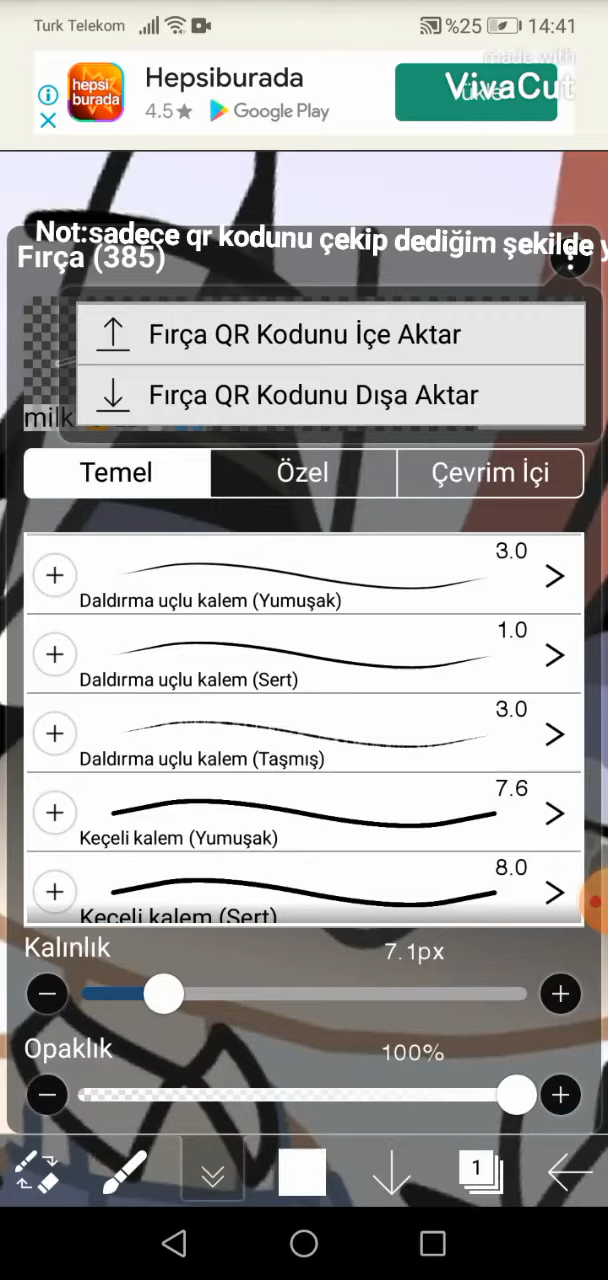 Turk Telekom
%25 14:41
made with
VivaCut
Hepsiburada
hepsi
burada
4.5★ Google Play
Not:sadece qr kodunu çekip dediğim şekilde y
Fırça (385)
Fırça QR Kodunu İçe Aktar
Fırça QR Kodunu Dışa Aktar
milk
Temel
Özel
Çevrim İçi
3.0
Daldırma uçlu kalem (Yumuşak)
1.0
Daldırma uçlu kalem (Sert)
3.0
Daldırma uçlu kalem (Taşmış)
7.6
Keçeli kalem (Yumuşak)
8.0
Keçeli kalem (Sert)
Kalınlık
7.1px
Opaklık
100%
1